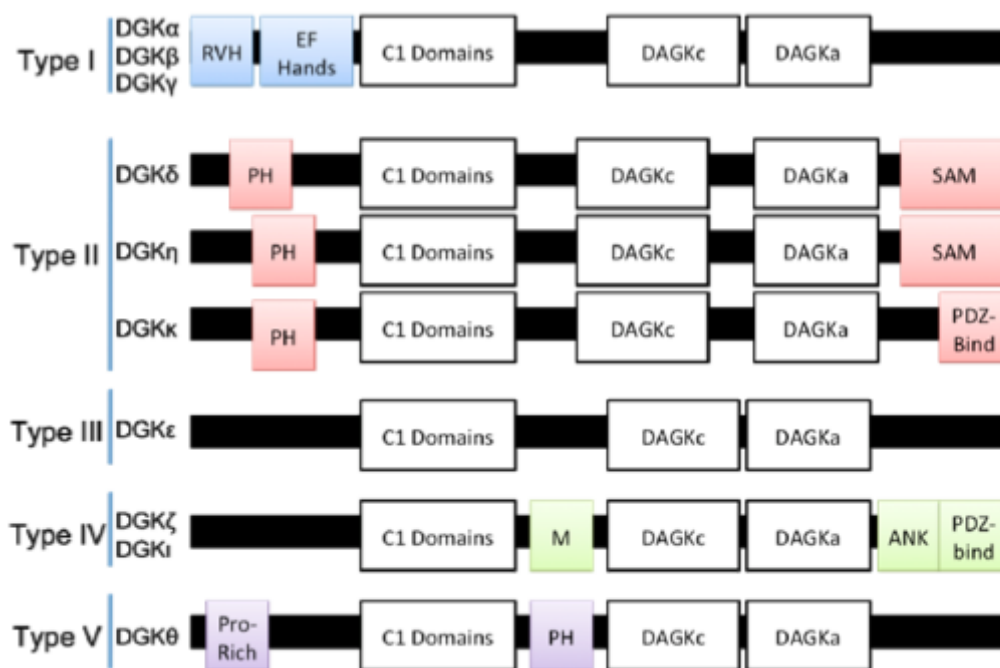 Type I
DGKα
DGKβ
DGKγ
RVH
EF
Hands
C1 Domains
DAGKc
DAGKa
Type II
DGKδ
PH
C1 Domains
DAGKc
DAGKa
SAM
DGKη
PH
C1 Domains
DAGKc
DAGKa
SAM
DGKκ
PH
C1 Domains
DAGKc
DAGKa
PDZ-
Bind
Type III
DGKε
C1 Domains
DAGKc
DAGKa
Type IV
DGKζ
DGKι
C1 Domains
M
DAGKc
DAGKa
ANK
PDZ-
bind
Type V
DGKθ
Pro-
Rich
C1 Domains
PH
DAGKc
DAGKa